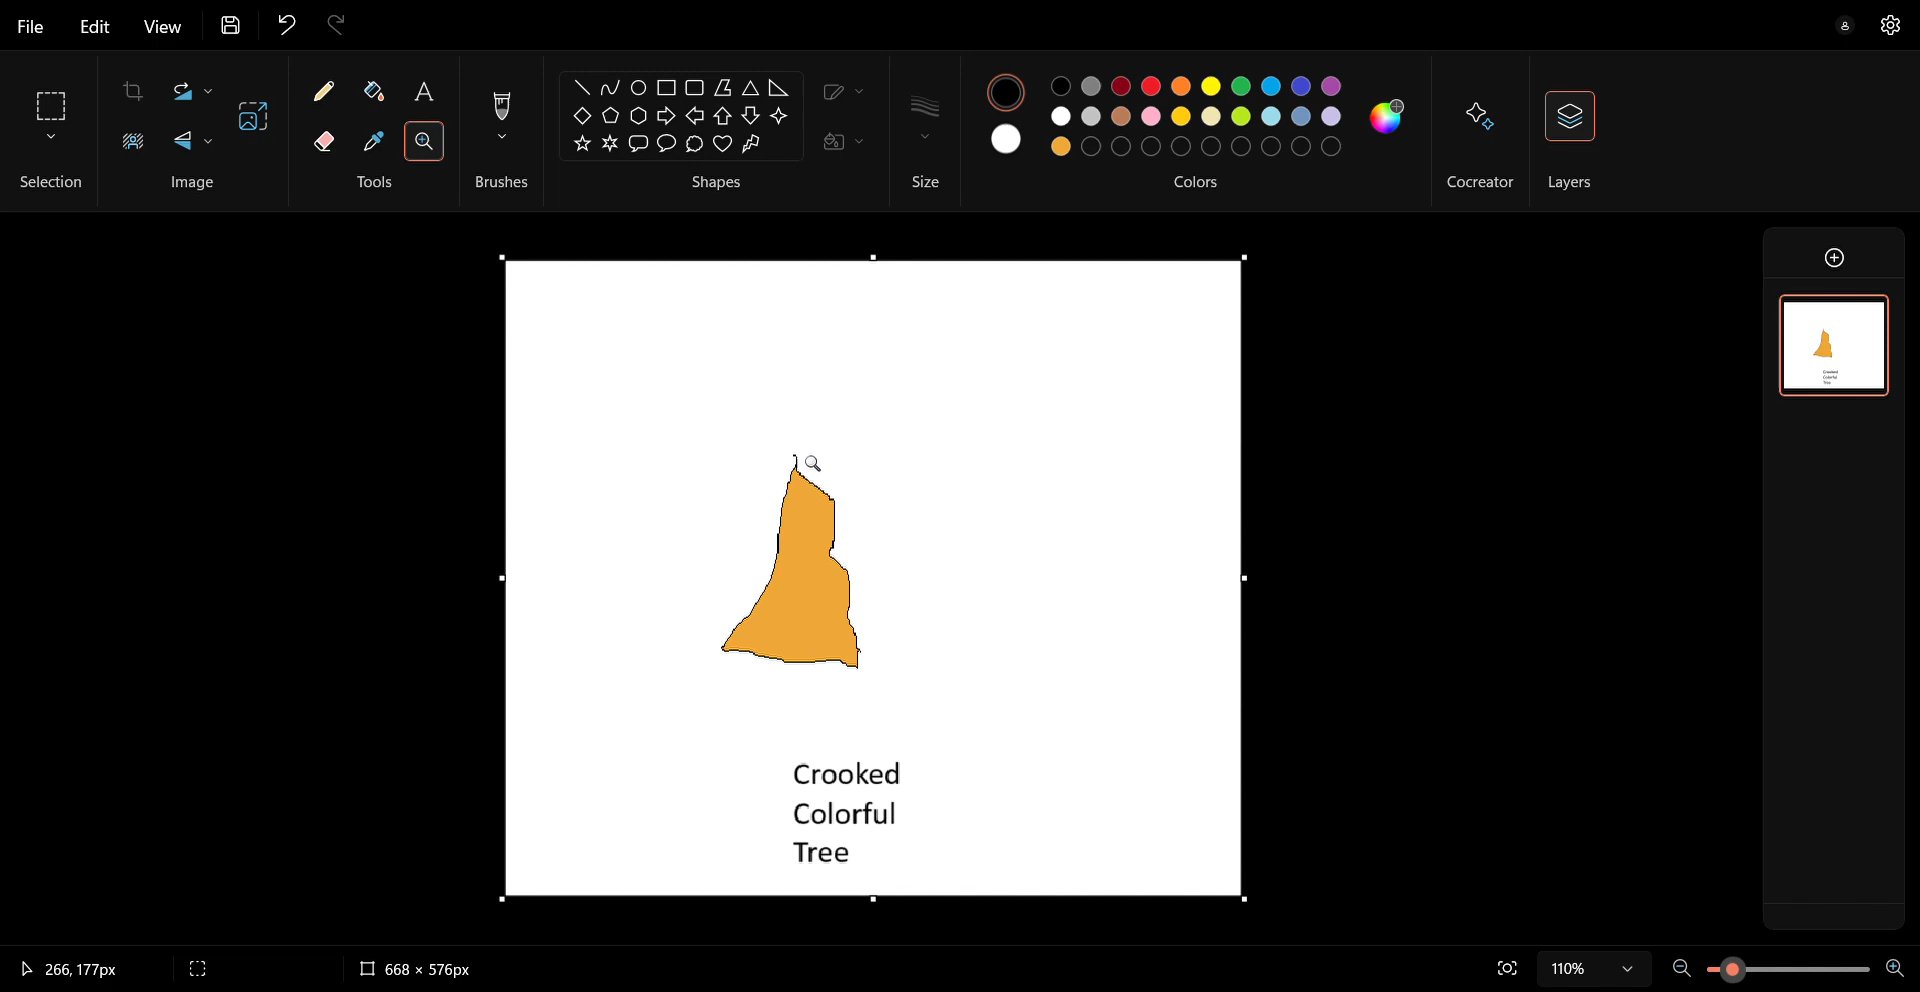 File Edit View
Selection Image Tools Brushes Shapes Size Colors Cocreator Layers
Crooked
Colorful
Tree
266, 177px 668 × 576px 110%